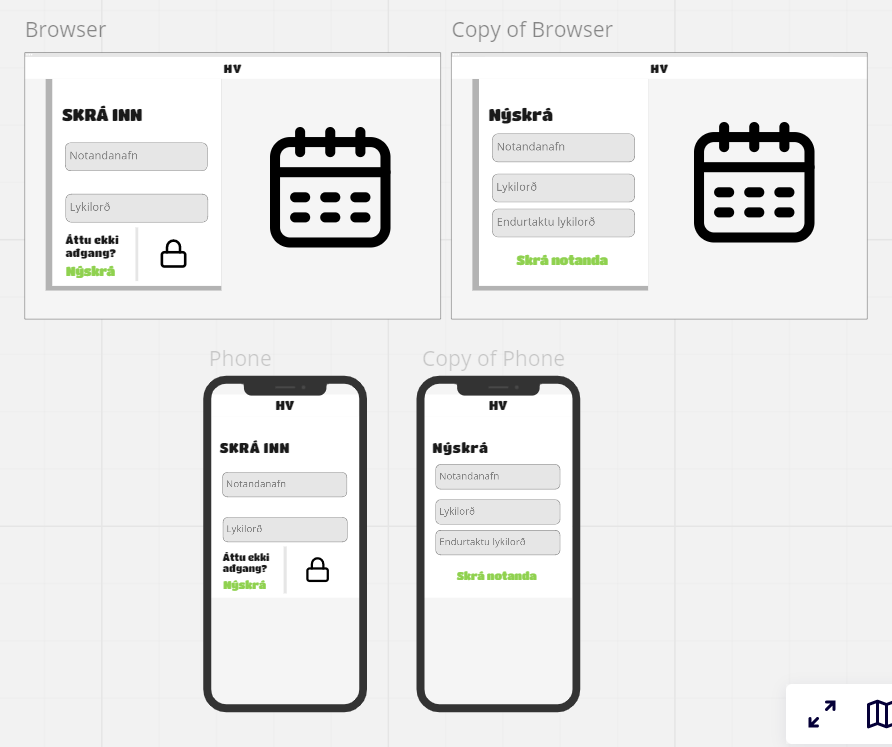 Browser
HV
SKRÁ INN
Notandanafn
Lykilorð
Áttu ekki
aðgang?
Nýskrá
Copy of Browser
HV
Nýskrá
Notandanafn
Lykilorð
Endurtaktu lykilorð
Skrá notanda
Phone
HV
SKRÁ INN
Notandanafn
Lykilorð
Áttu ekki
aðgang?
Nýskrá
Copy of Phone
HV
Nýskrá
Notandanafn
Lykilorð
Endurtaktu lykilorð
Skrá notanda